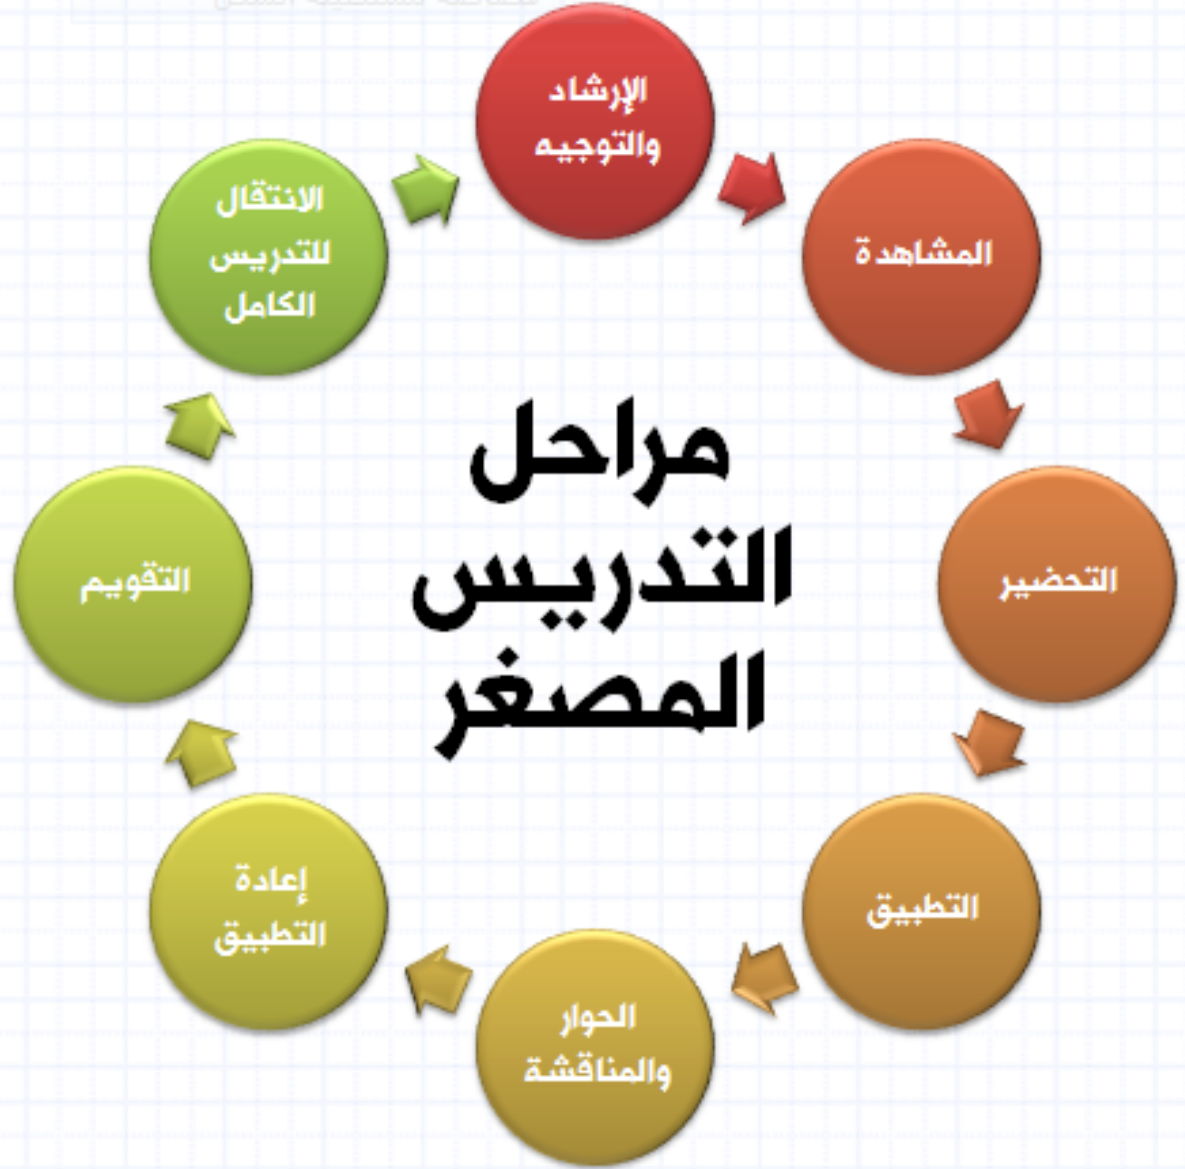 الإرشاد
والتوجيه
المشاهدة
التحضير
التطبيق
الحوار
والمناقشة
إعادة
التطبيق
التقويم
الانتقال
للتدريس
الكامل
مراحل
التدريس
المصغر